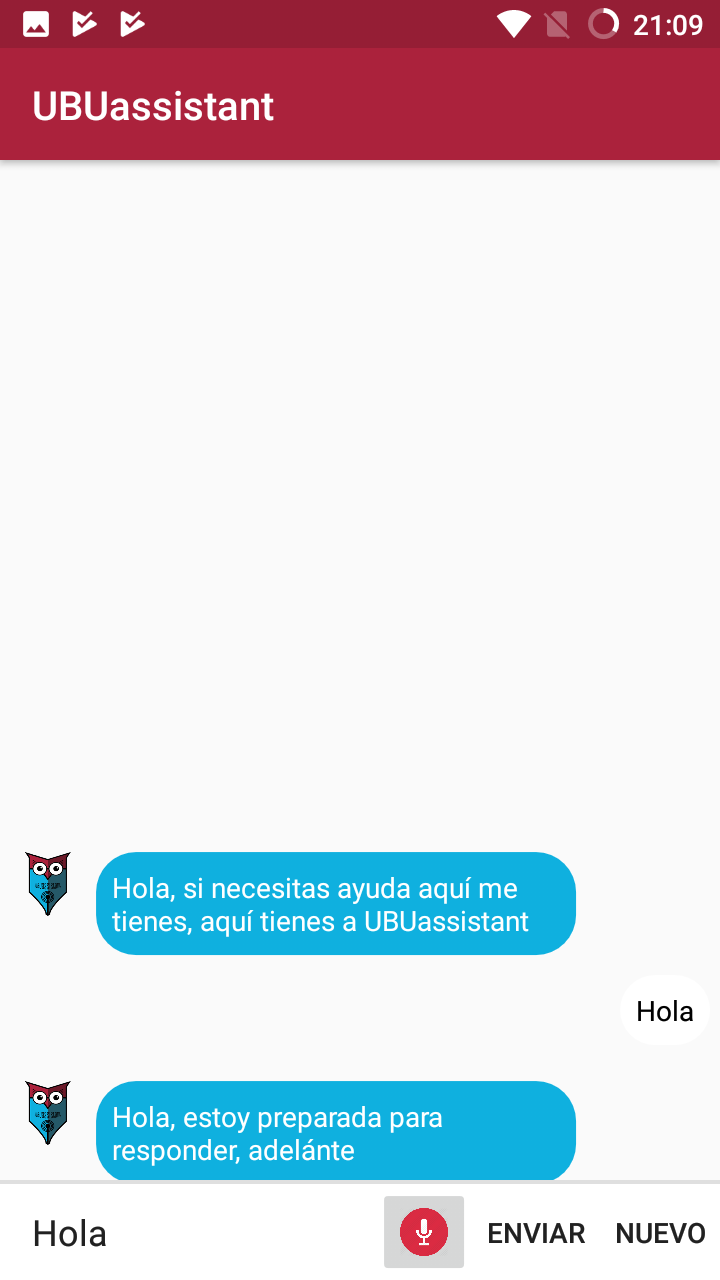 21:09
UBUassistant
Hola, si necesitas ayuda aquí me
tienes, aquí tienes a UBUassistant
Hola
Hola, estoy preparada para
responder, adelánte
Hola
ENVIAR
NUEVO